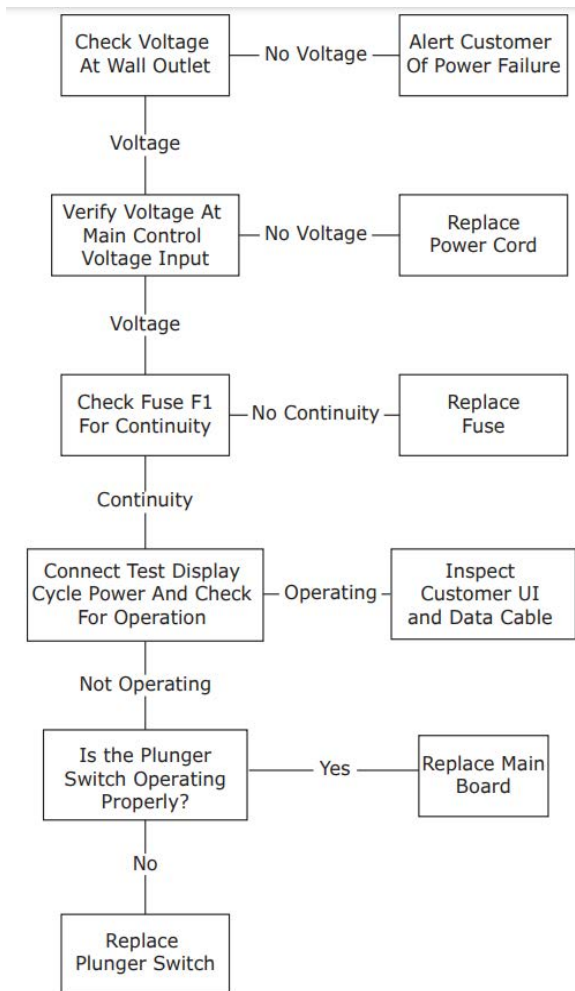 Check Voltage
At Wall Outlet
No Voltage
Alert Customer
Of Power Failure
Voltage
Verify Voltage At
Main Control
Voltage Input
No Voltage
Replace
Power Cord
Voltage
Check Fuse F1
For Continuity
No Continuity
Replace
Fuse
Continuity
Connect Test Display
Cycle Power And Check
For Operation
Operating
Inspect
Customer UI
and Data Cable
Not Operating
Is the Plunger
Switch Operating
Properly?
Yes
Replace Main
Board
No
Replace
Plunger Switch